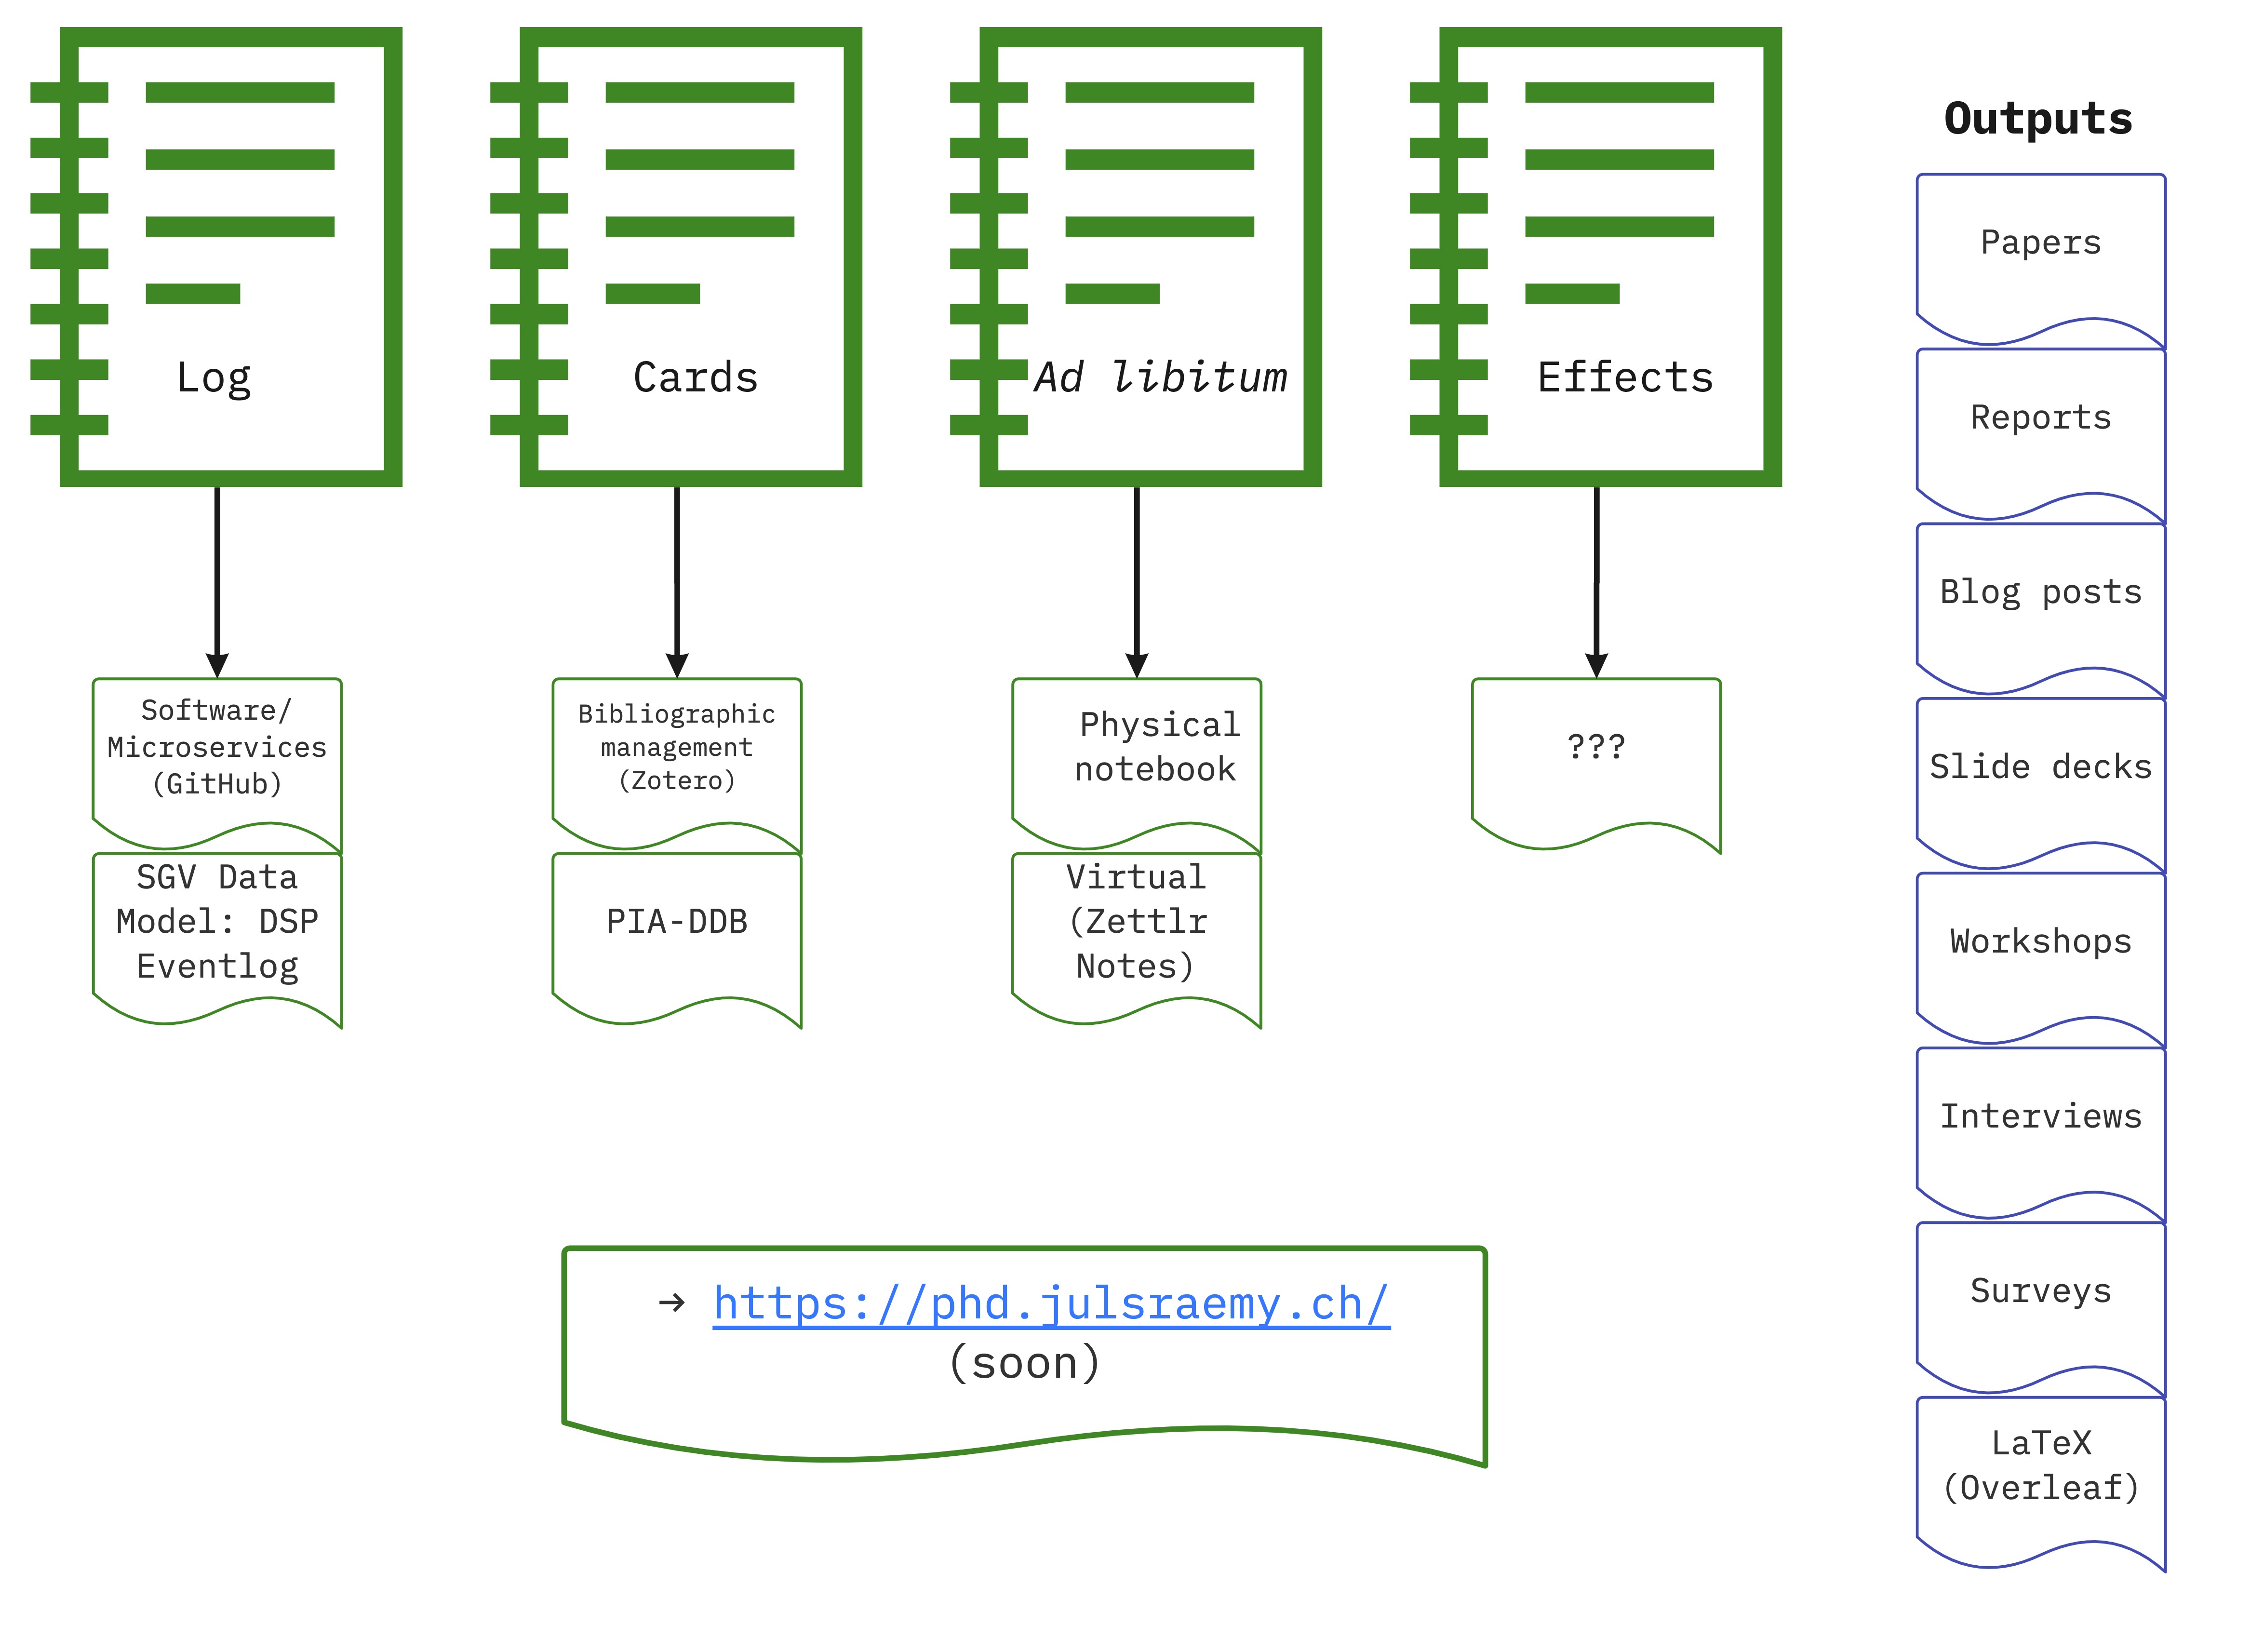 Log
Cards
Ad libitum
Effects
Software/
Microservices
(GitHub)
SGV Data
Model: DSP
Eventlog
Bibliographic
management
(Zotero)
PIA-DDB
Physical
notebook
Virtual
(Zettlr
Notes)
???
→ https://phd.julsraemy.ch/
(soon)
Outputs
Papers
Reports
Blog posts
Slide decks
Workshops
Interviews
Surveys
LaTeX
(Overleaf)